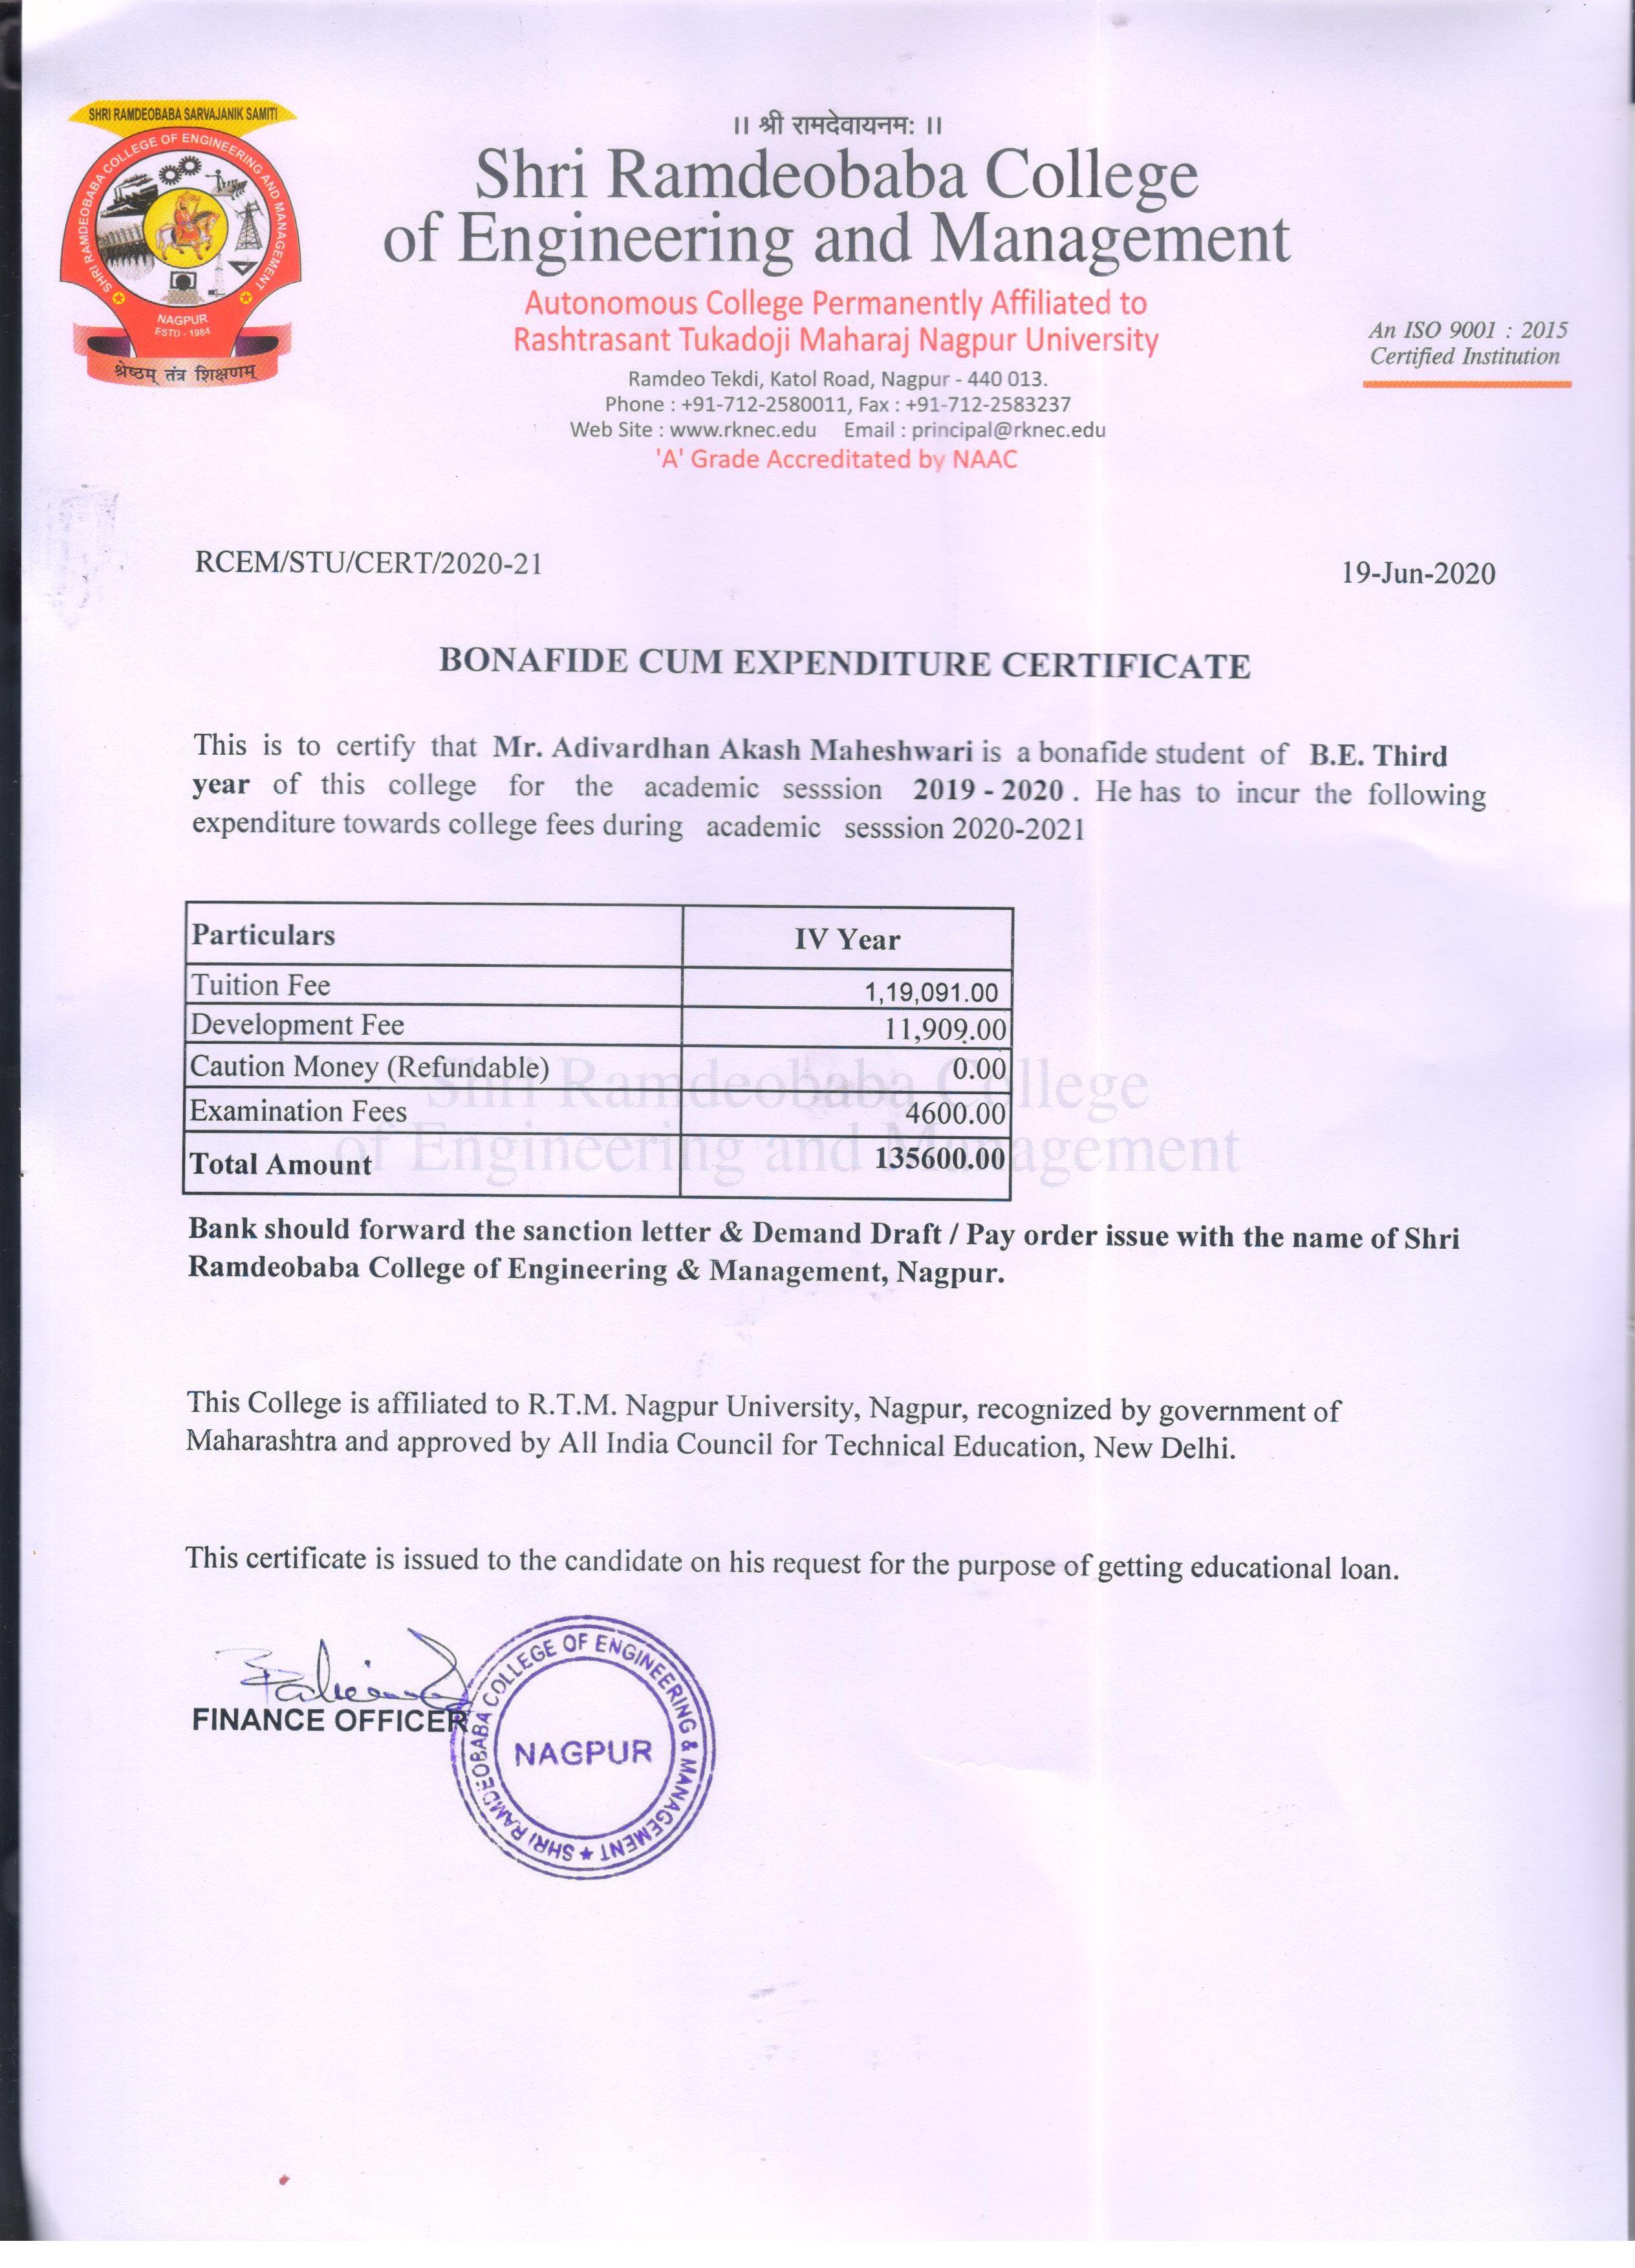 SHRI RAMDEOBABA SARVAJANIK SAMITI
SHRI RAMDEOBABA COLLEGE OF ENGINEERING AND MANAGEMENT
NAGPUR
ESTD - 1984
श्रेष्ठम् तंत्र शिक्षणम्
।। श्री रामदेवायनम: ।।
Shri Ramdeobaba College
of Engineering and Management
Autonomous College Permanently Affiliated to
Rashtrasant Tukadoji Maharaj Nagpur University
Ramdeo Tekdi, Katol Road, Nagpur - 440 013.
Phone : +91-712-2580011, Fax : +91-712-2583237
Web Site : www.rknec.edu Email : principal@rknec.edu
'A' Grade Accreditated by NAAC
An ISO 9001 : 2015
Certified Institution
RCEM/STU/CERT/2020-21
19-Jun-2020
BONAFIDE CUM EXPENDITURE CERTIFICATE
This is to certify that Mr. Adivardhan Akash Maheshwari is a bonafide student of B.E. Third
year of this college for the academic sesssion 2019 - 2020 . He has to incur the following
expenditure towards college fees during academic sesssion 2020-2021
Particulars IV Year
Tuition Fee 1,19,091.00
Development Fee 11,909.00
Caution Money (Refundable) 0.00
Examination Fees 4600.00
Total Amount 135600.00
Shri Ramdeobaba College
of Engineering and Management
Bank should forward the sanction letter & Demand Draft / Pay order issue with the name of Shri
Ramdeobaba College of Engineering & Management, Nagpur.
This College is affiliated to R.T.M. Nagpur University, Nagpur, recognized by government of
Maharashtra and approved by All India Council for Technical Education, New Delhi.
This certificate is issued to the candidate on his request for the purpose of getting educational loan.
FINANCE OFFICER
SHRI RAMDEOBABA COLLEGE OF ENGINEERING & MANAGEMENT ★
NAGPUR